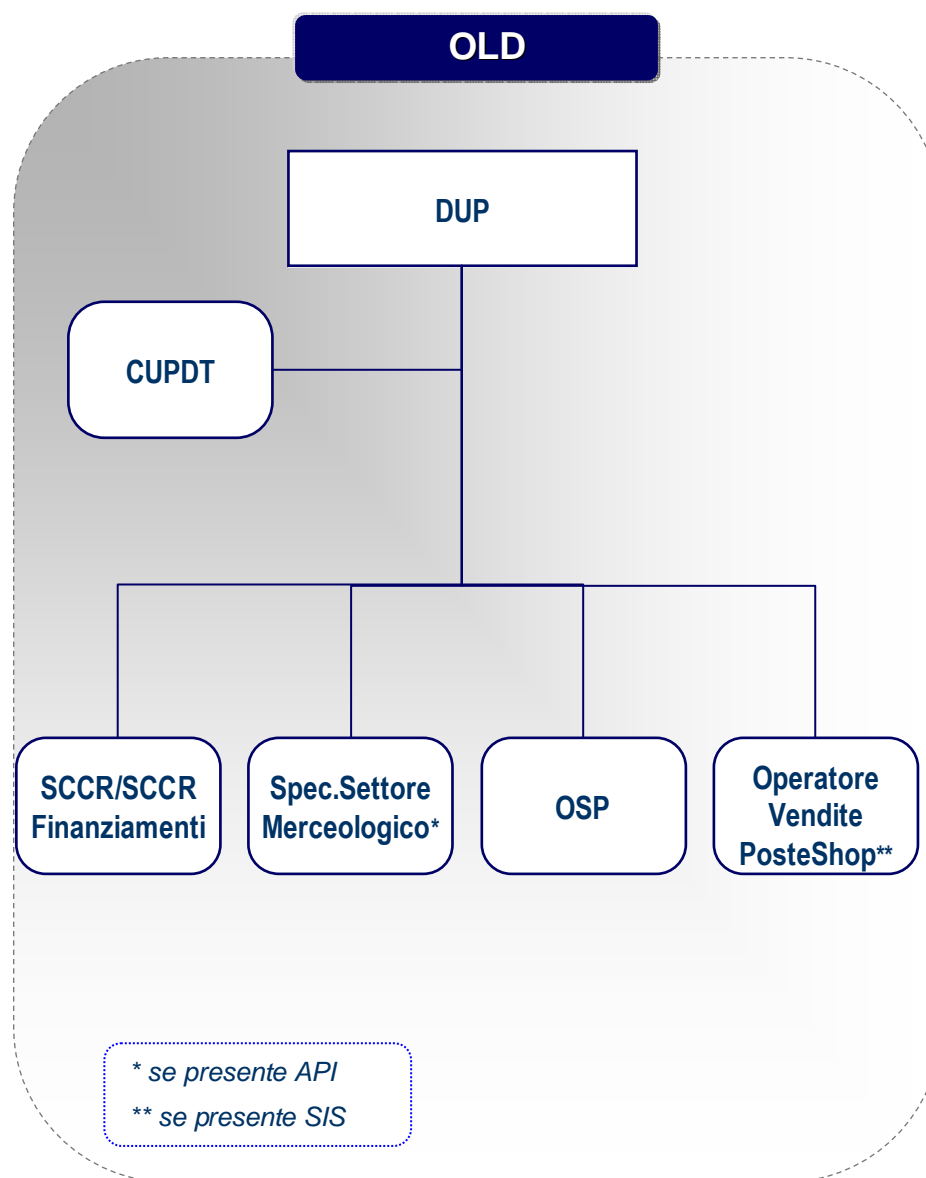 OLD
DUP
CUPDT
SCCR/SCCR
Finanziamenti
Spec.Settore
Merceologico*
OSP
Operatore
Vendite
PosteShop**
* se presente API
** se presente SIS